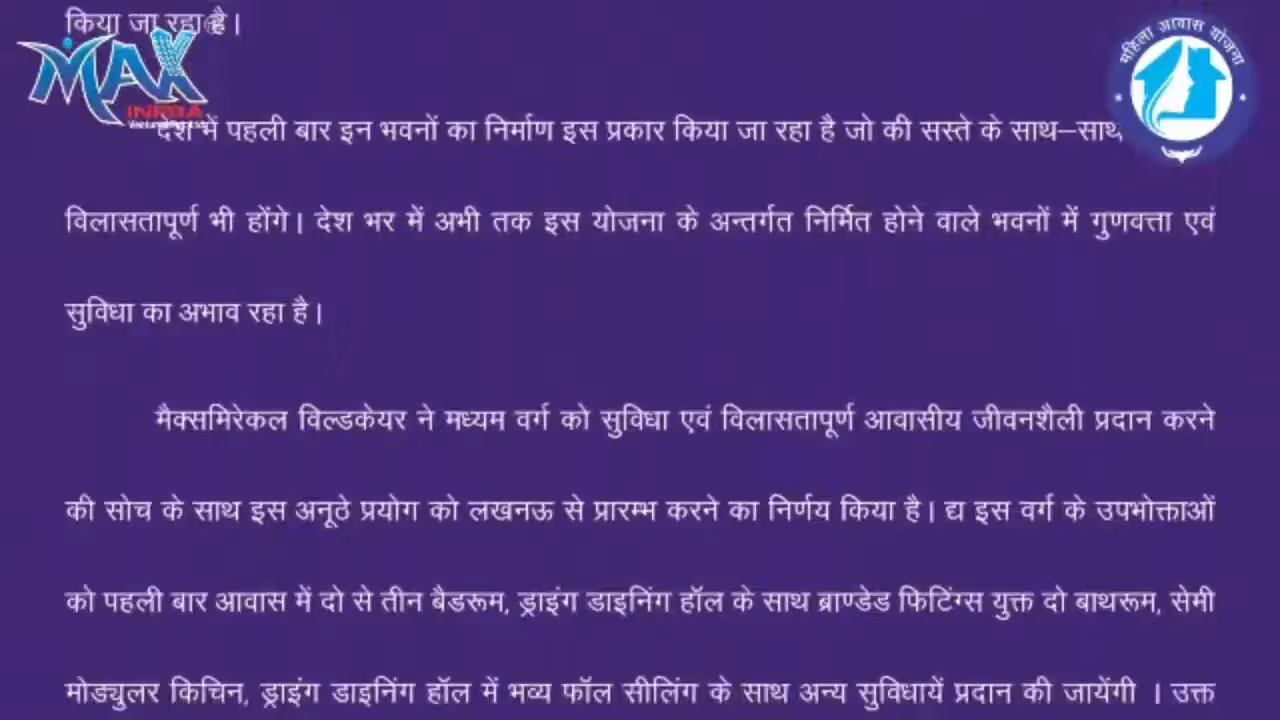 किया जा रहा है।
MAX
INFRA
महिला आवास योजना
देश में पहली बार इन भवनों का निर्माण इस प्रकार किया जा रहा है जो की सस्ते के साथ–साथ
विलासतापूर्ण भी होंगे। देश भर में अभी तक इस योजना के अन्तर्गत निर्मित होने वाले भवनों में गुणवत्ता एवं
सुविधा का अभाव रहा है।
मैक्समिरेकल विल्डकेयर ने मध्यम वर्ग को सुविधा एवं विलासतापूर्ण आवासीय जीवनशैली प्रदान करने
की सोच के साथ इस अनूठे प्रयोग को लखनऊ से प्रारम्भ करने का निर्णय किया है। द्य इस वर्ग के उपभोक्ताओं
को पहली बार आवास में दो से तीन बैडरूम, ड्राइंग डाइनिंग हॉल के साथ ब्राण्डेड फिटिंग्स युक्त दो बाथरूम, सेमी
मोड्युलर किचिन, ड्राइंग डाइनिंग हॉल में भव्य फॉल सीलिंग के साथ अन्य सुविधायें प्रदान की जायेंगी । उक्त